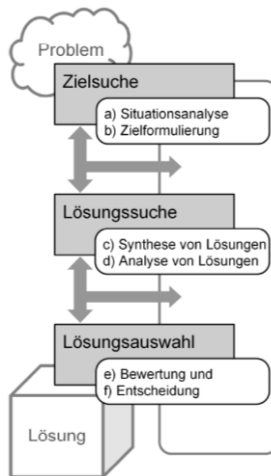 Problem
Zielsuche
a) Situationsanalyse
b) Zielformulierung
Lösungssuche
c) Synthese von Lösungen
d) Analyse von Lösungen
Lösungsauswahl
e) Bewertung und
f) Entscheidung
Lösung